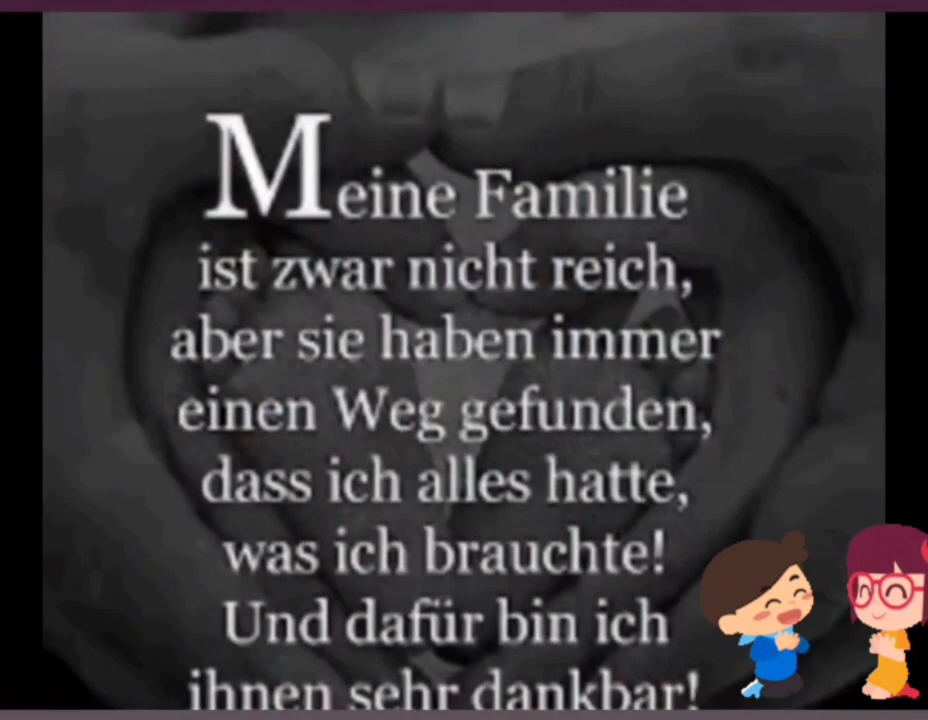 Meine Familie
ist zwar nicht reich,
aber sie haben immer
einen Weg gefunden,
dass ich alles hatte,
was ich brauchte!
Und dafür bin ich
ihnen sehr dankbar!